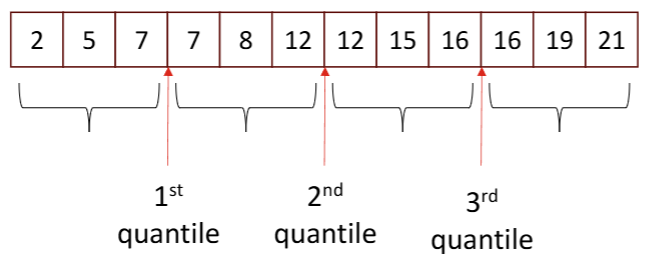 2 5 7 7 8 12 12 15 16 16 19 21
1st quantile
2nd quantile
3rd quantile